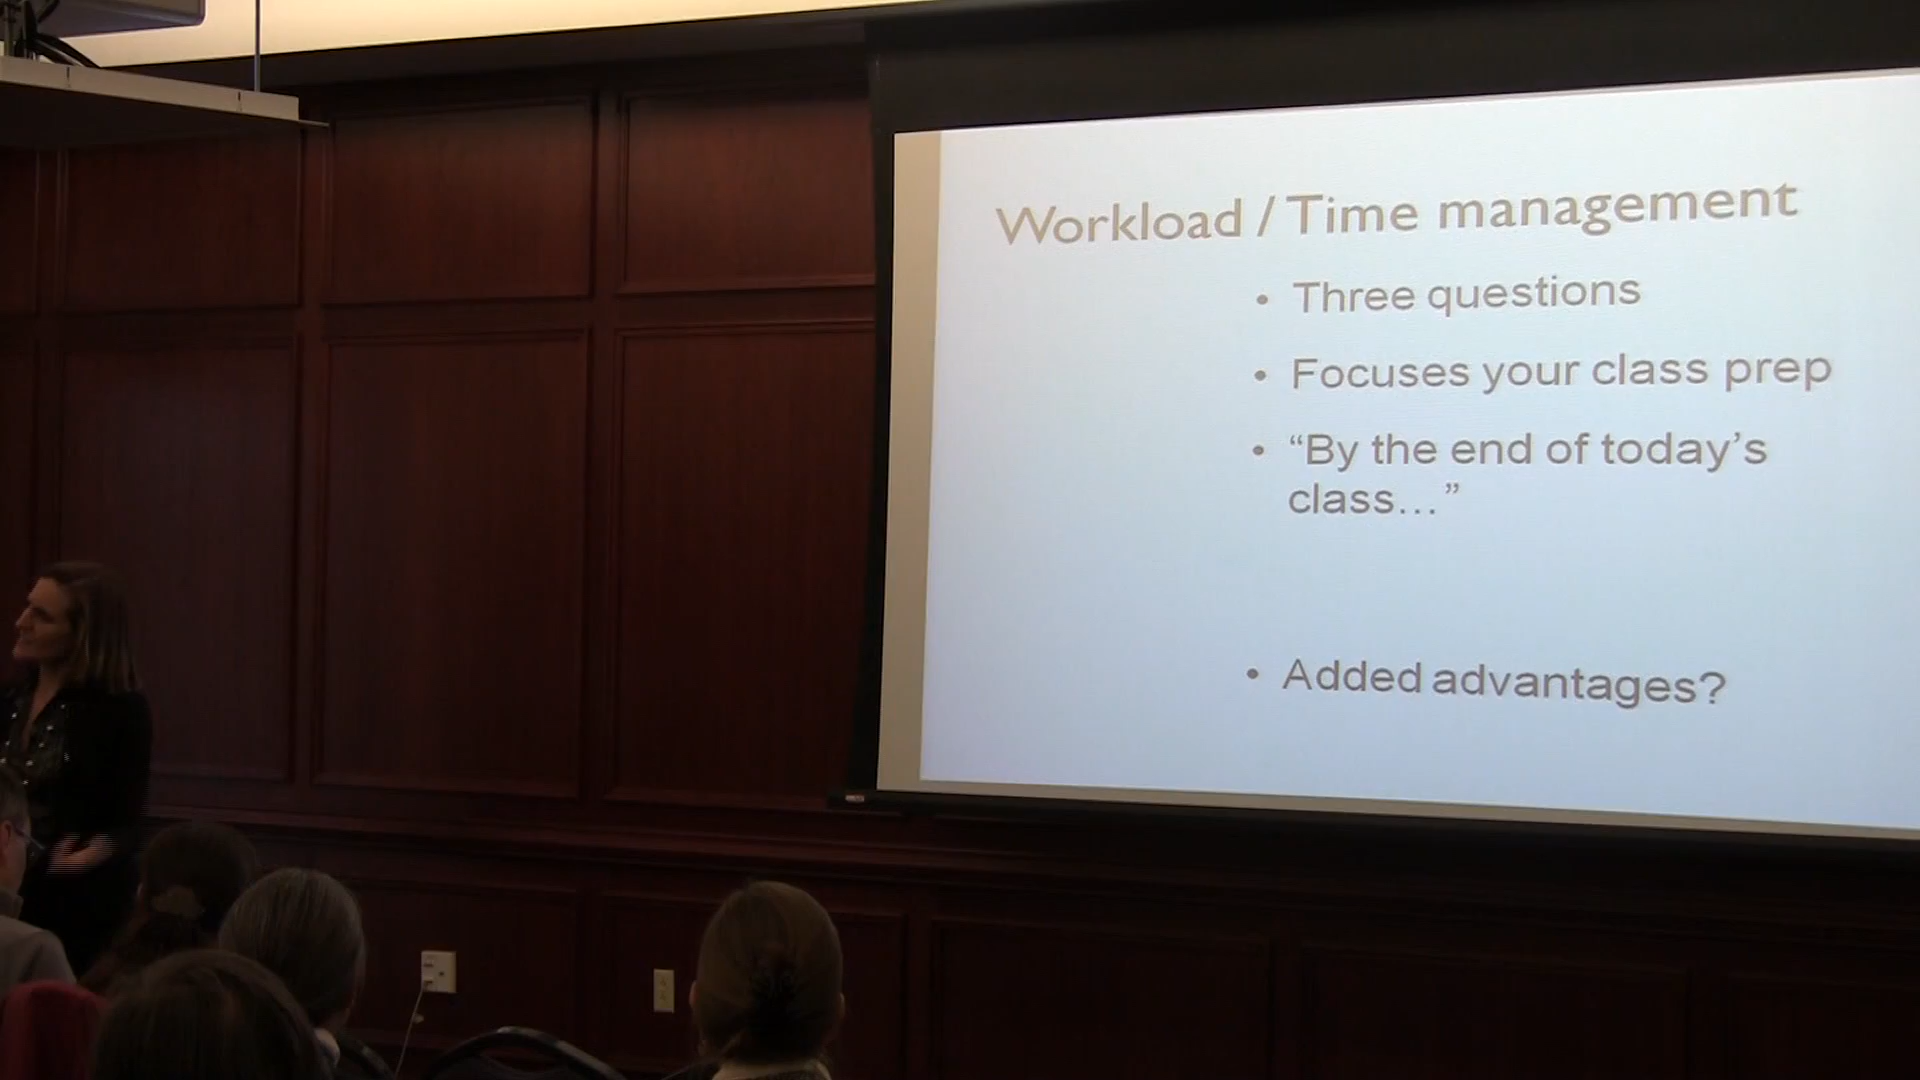 Workload / Time management
• Three questions
• Focuses your class prep
• “By the end of today’s
class…”
• Added advantages?